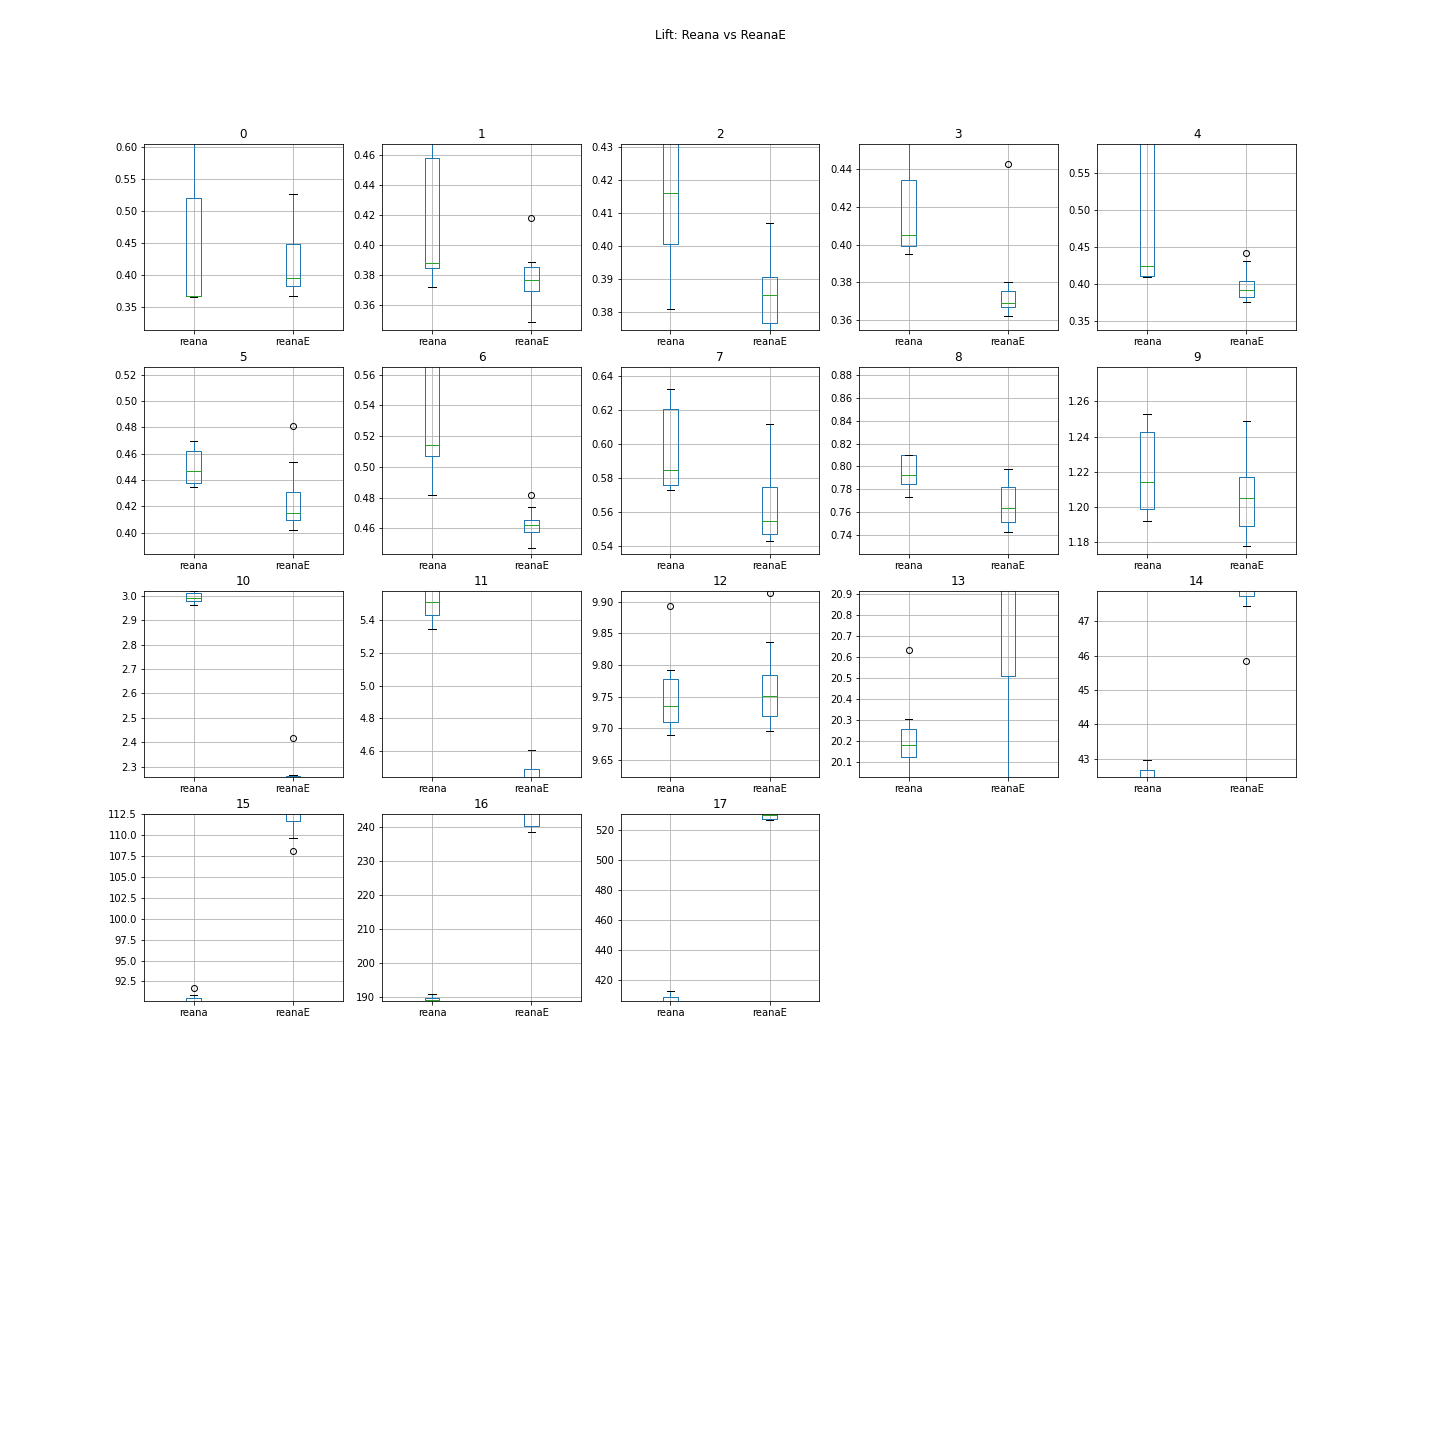 Lift: Reana vs ReanaE
0 1 2 3 4
0.60 0.55 0.50 0.45 0.40 0.35
0.46 0.44 0.42 0.40 0.38 0.36
0.43 0.42 0.41 0.40 0.39 0.38
0.44 0.42 0.40 0.38 0.36
0.55 0.50 0.45 0.40 0.35
reana reanaE reana reanaE reana reanaE reana reanaE reana reanaE
5 6 7 8 9
0.52 0.50 0.48 0.46 0.44 0.42 0.40
0.56 0.54 0.52 0.50 0.48 0.46
0.64 0.62 0.60 0.58 0.56 0.54
0.88 0.86 0.84 0.82 0.80 0.78 0.76 0.74
1.26 1.24 1.22 1.20 1.18
reana reanaE reana reanaE reana reanaE reana reanaE reana reanaE
10 11 12 13 14
3.0 2.9 2.8 2.7 2.6 2.5 2.4 2.3
5.4 5.2 5.0 4.8 4.6
9.90 9.85 9.80 9.75 9.70 9.65
20.9 20.8 20.7 20.6 20.5 20.4 20.3 20.2 20.1
47 46 45 44 43
reana reanaE reana reanaE reana reanaE reana reanaE reana reanaE
15 16 17
112.5 110.0 107.5 105.0 102.5 100.0 97.5 95.0 92.5
240 230 220 210 200 190
520 500 480 460 440 420
reana reanaE reana reanaE reana reanaE